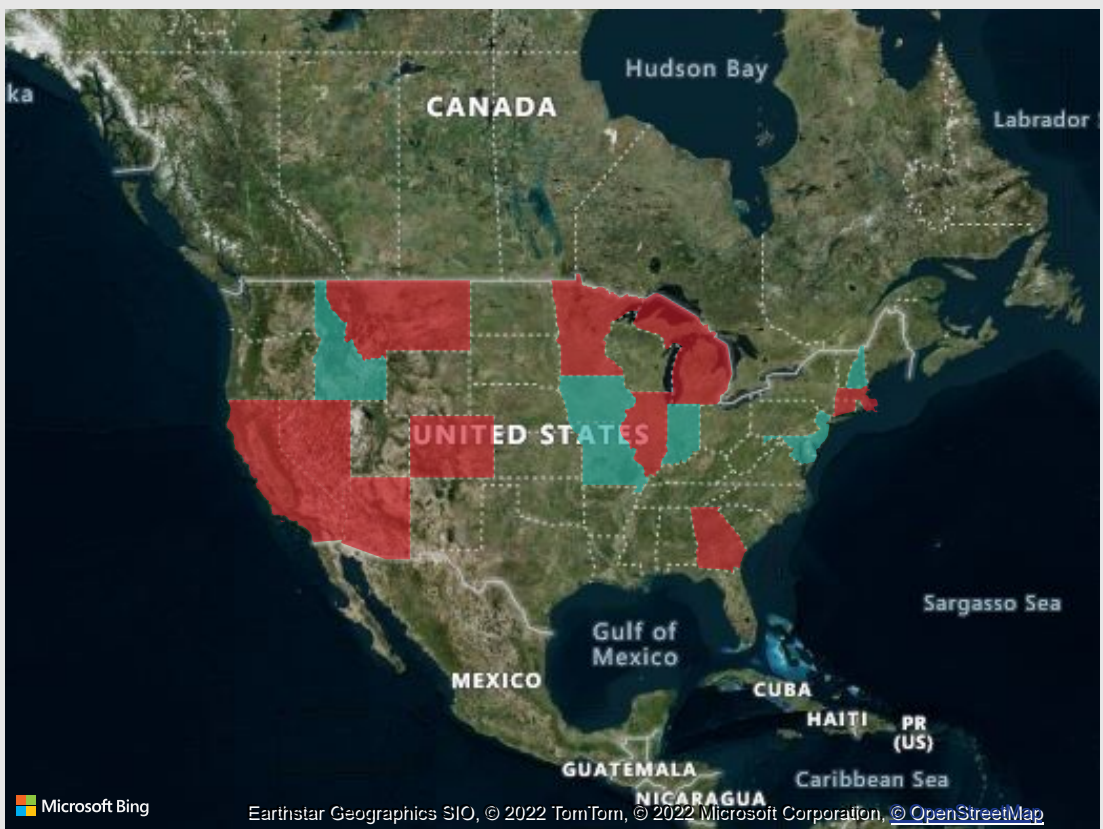 Hudson Bay
ka
CANADA
Labrador
UNITED STATES
Sargasso Sea
Gulf of
Mexico
MEXICO
CUBA
HAITI
PR
(US)
GUATEMALA
Caribbean Sea
NICARAGUA
Microsoft Bing
Earthstar Geographics SIO, © 2022 TomTom, © 2022 Microsoft Corporation, © OpenStreetMap